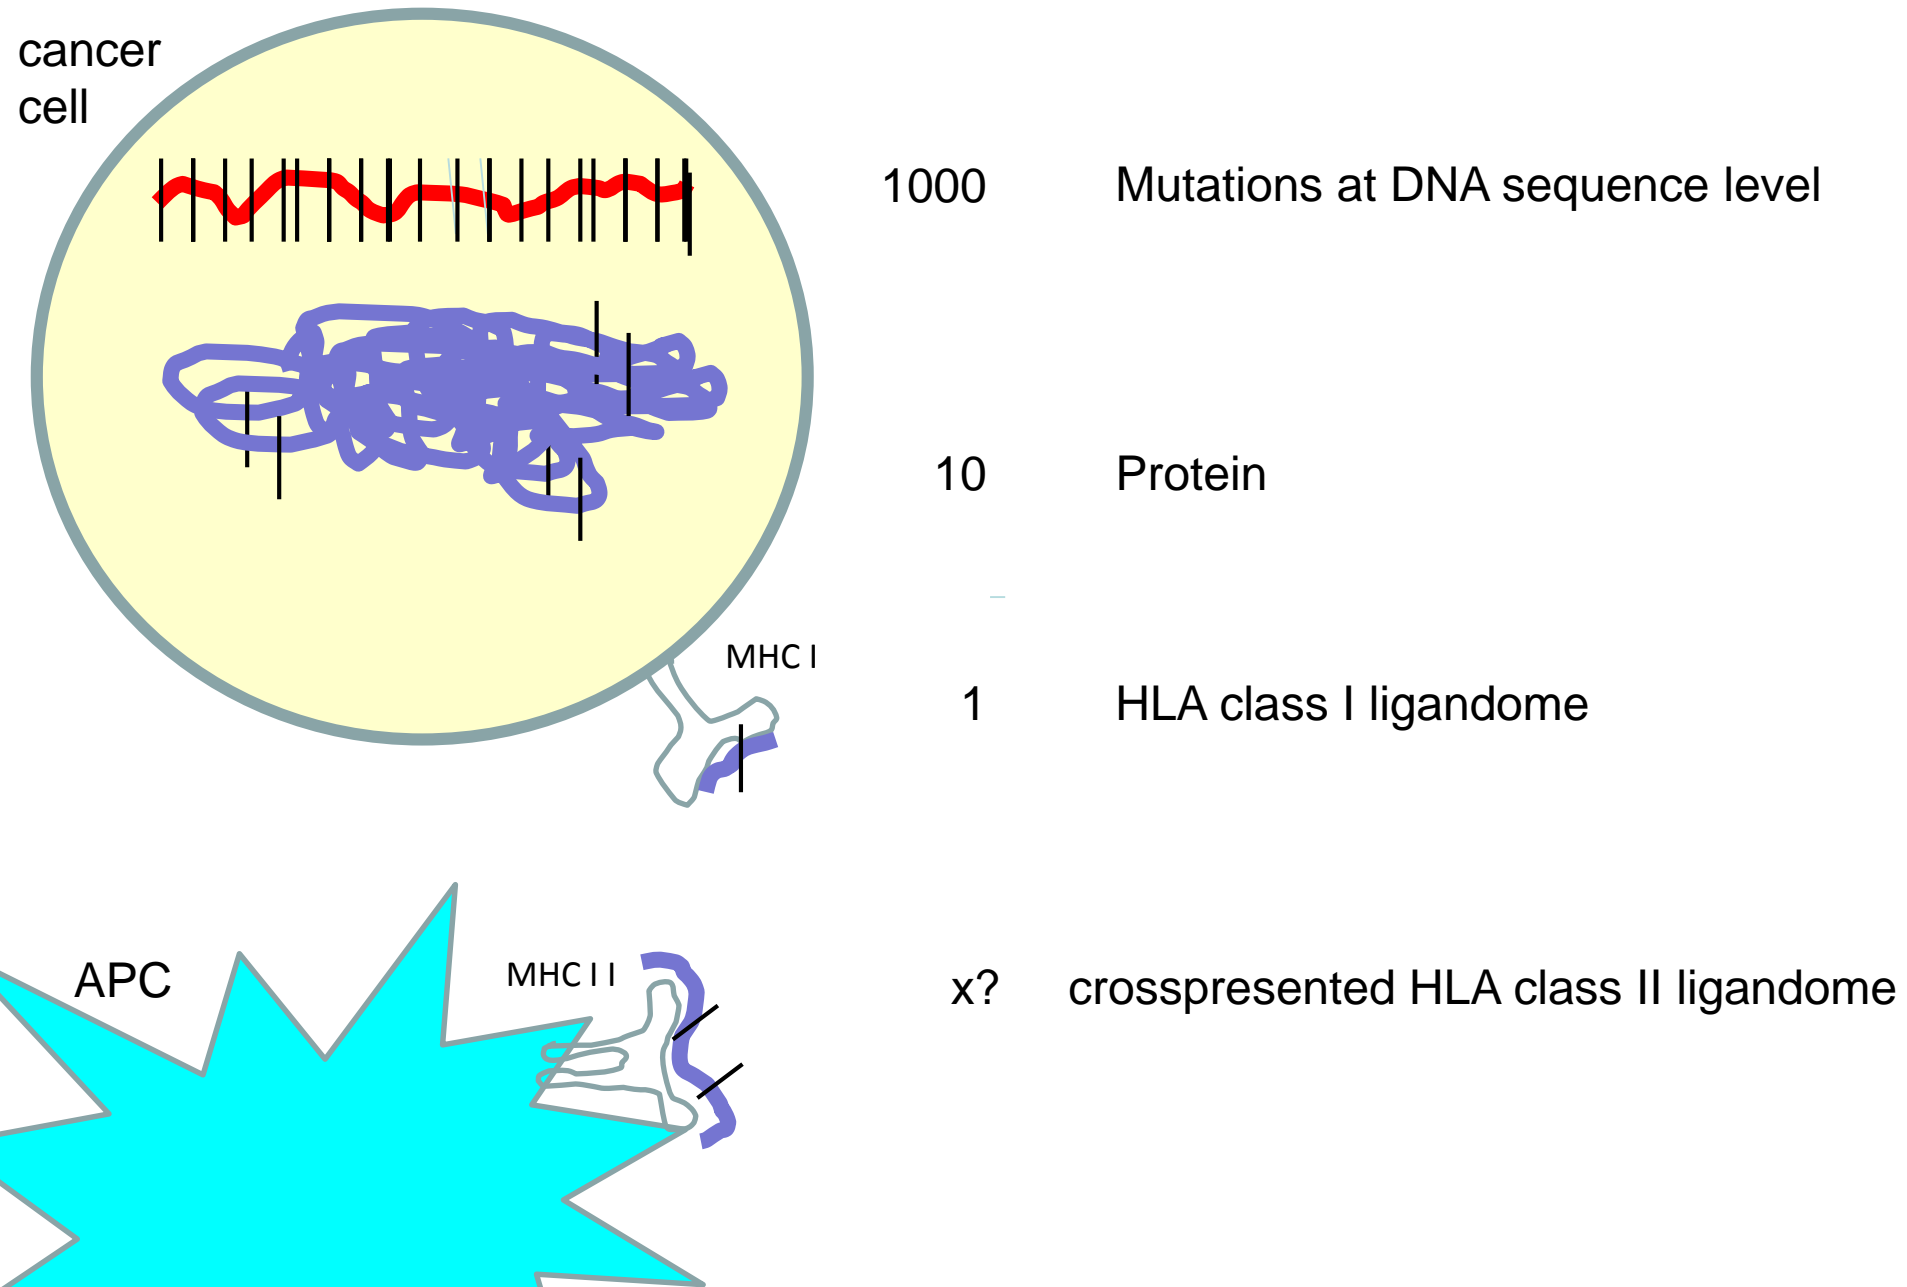 cancer
cell
1000 Mutations at DNA sequence level
10 Protein
MHC I
1 HLA class I ligandome
APC
MHC I I
x? crosspresented HLA class II ligandome